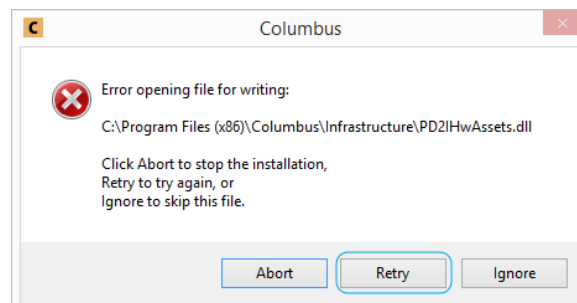 C
Columbus
Error opening file for writing:
C:\Program Files (x86)\Columbus\Infrastructure\PD2IHwAssets.dll
Click Abort to stop the installation,
Retry to try again, or
Ignore to skip this file.
Abort Retry Ignore